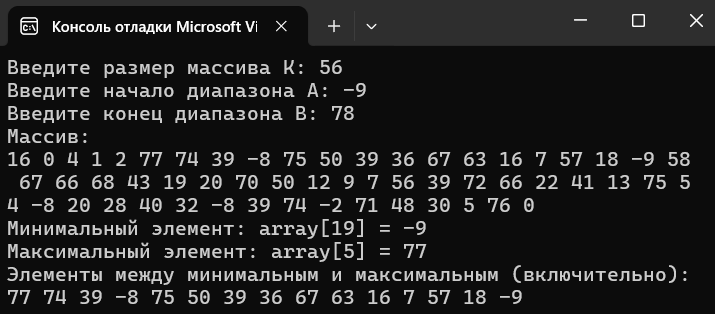 Консоль отладки Microsoft Vi
Введите размер массива К: 56
Введите начало диапазона А: -9
Введите конец диапазона В: 78
Массив:
16 0 4 1 2 77 74 39 -8 75 50 39 36 67 63 16 7 57 18 -9 58
67 66 68 43 19 20 70 50 12 9 7 56 39 72 66 22 41 13 75 5
4 -8 20 28 40 32 -8 39 74 -2 71 48 30 5 76 0
Минимальный элемент: array[19] = -9
Максимальный элемент: array[5] = 77
Элементы между минимальным и максимальным (включительно):
77 74 39 -8 75 50 39 36 67 63 16 7 57 18 -9